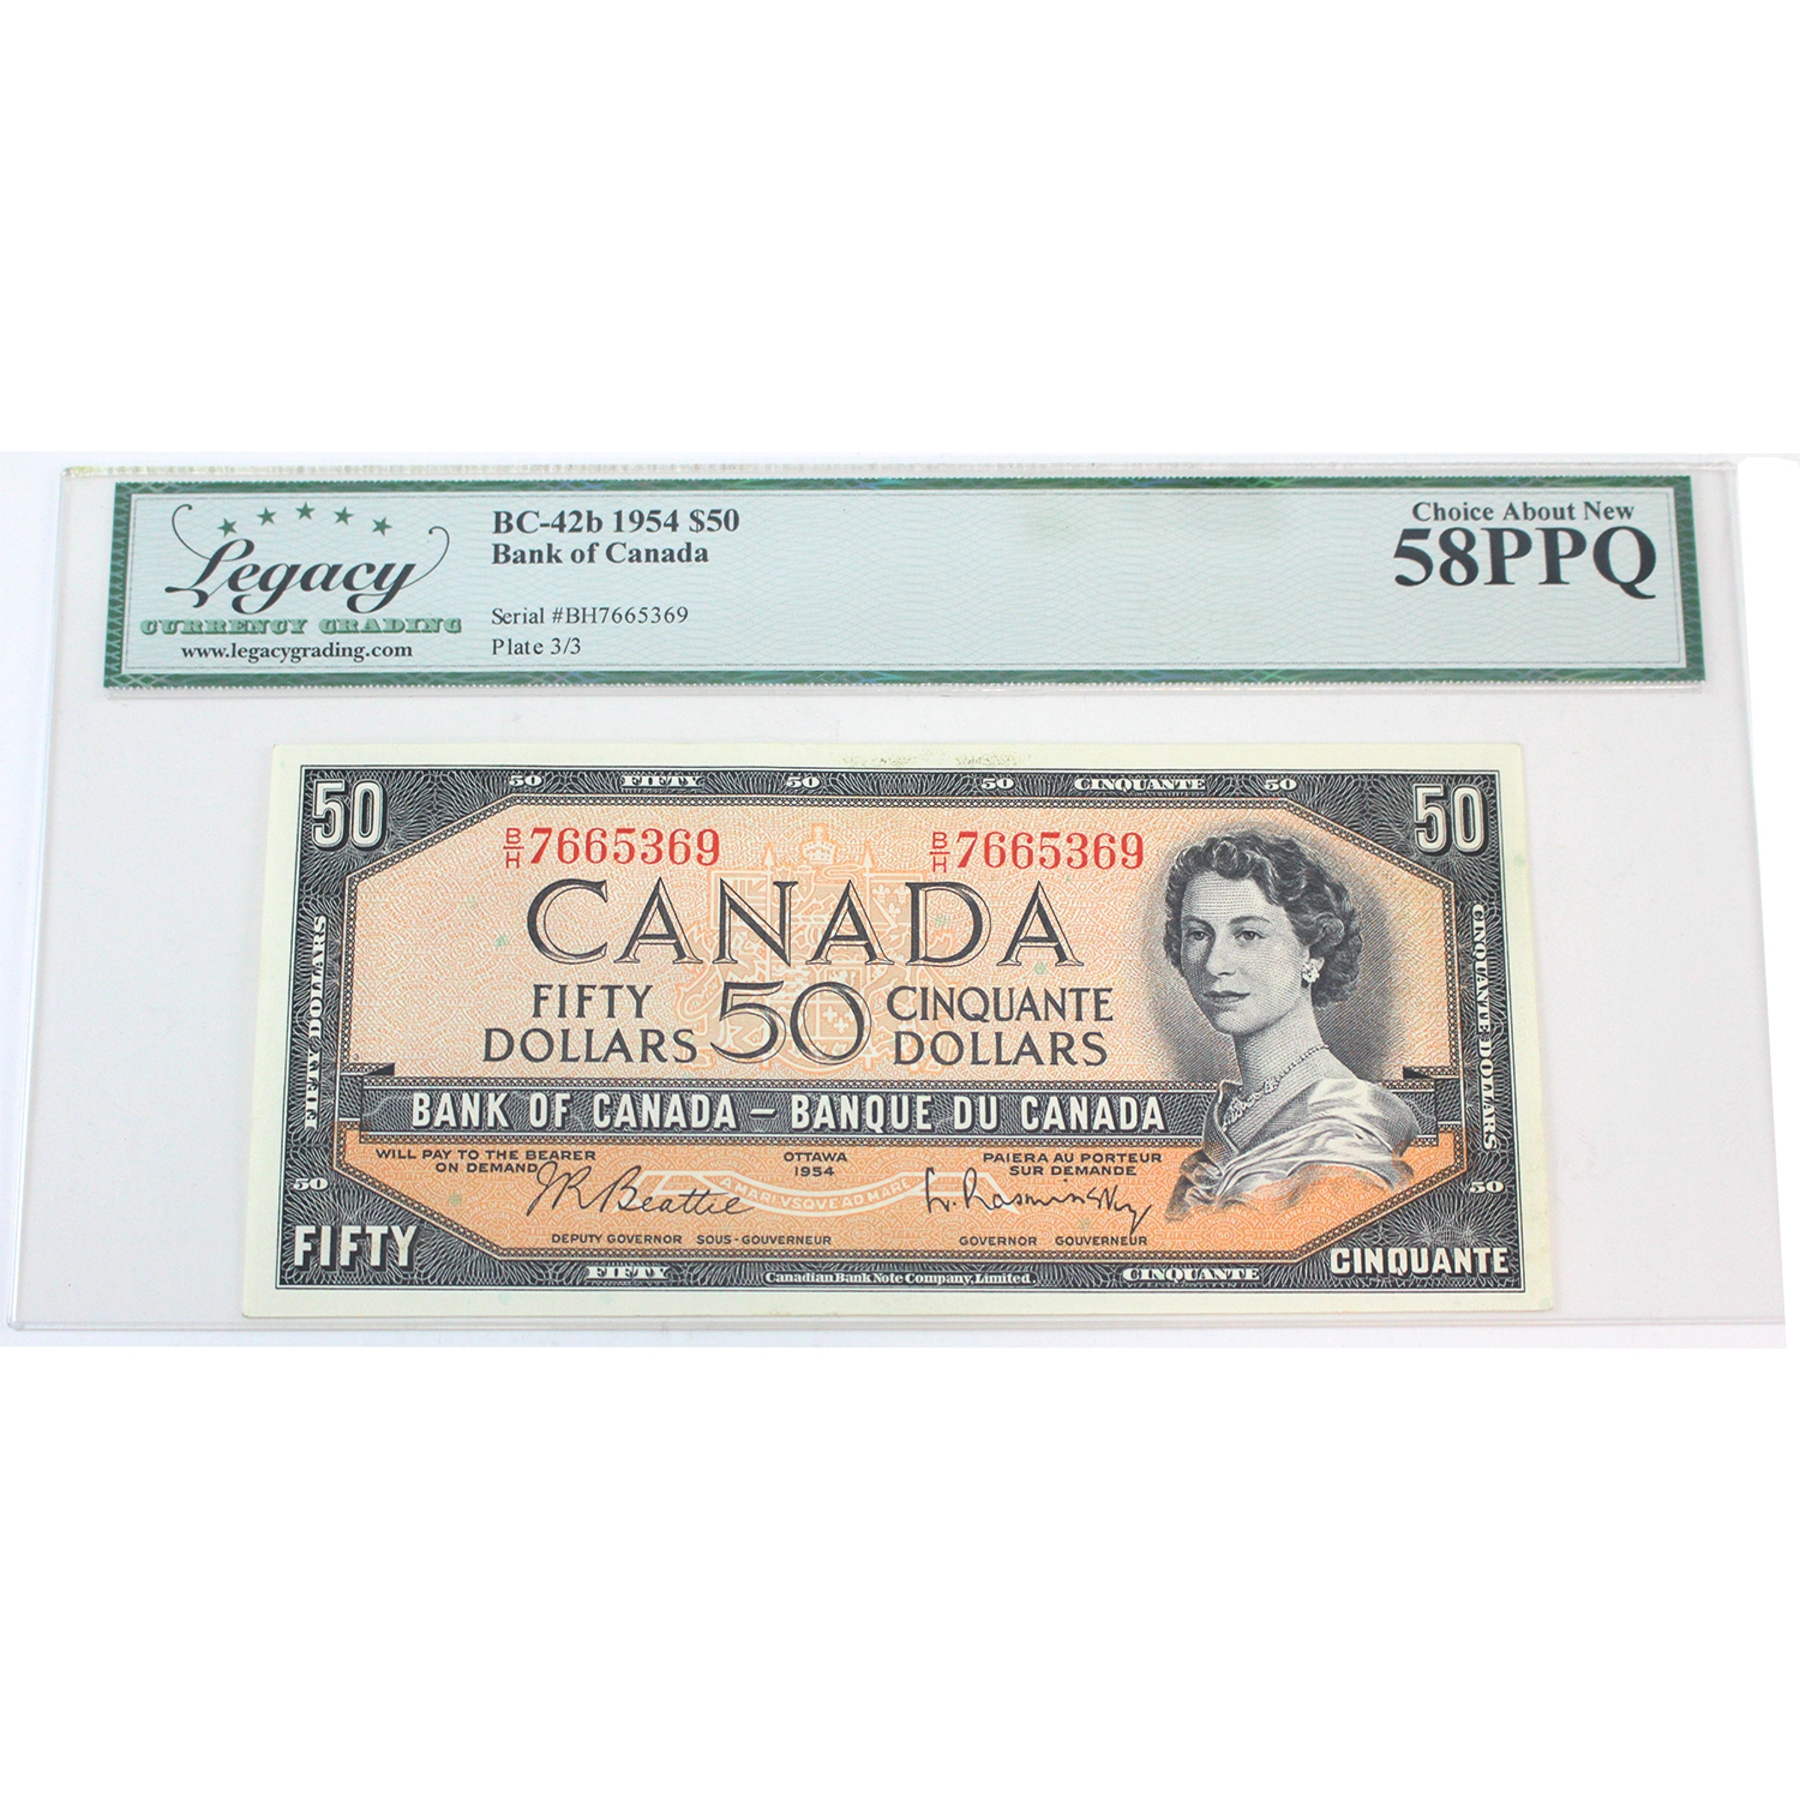 Legacy
CURRENCY GRADING
www.legacygrading.com
BC-42b 1954 $50
Bank of Canada
Serial #BH7665369
Plate 3/3
Choice About New
58PPQ
50 FIFTY 50 50 CINQUANTE 50
50 50
B/H 7665369 B/H 7665369
CANADA
FIFTY DOLLARS
50
CINQUANTE DOLLARS
FIFTY DOLLARS
CINQUANTE DOLLARS
3
BANK OF CANADA – BANQUE DU CANADA
WILL PAY TO THE BEARER
ON DEMAND
OTTAWA
1954
PAIERA AU PORTEUR
SUR DEMANDE
A MARI VSQVE AD MARE
J.R. Beattie
L. Rasminsky
DEPUTY GOVERNOR SOUS-GOUVERNEUR
GOVERNOR GOUVERNEUR
50 50
FIFTY
CINQUANTE
FIFTY Canadian Bank Note Company, Limited CINQUANTE